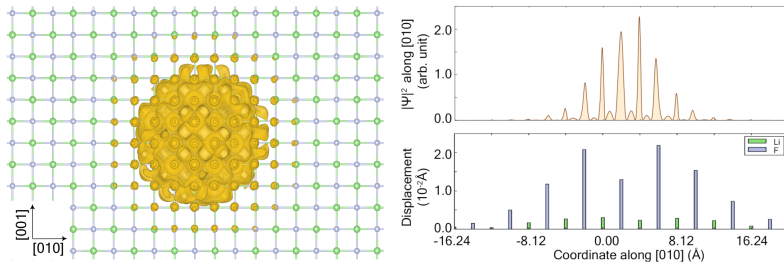 [001]
[010]
|Ψ|² along [010]
(arb. unit)
2.0
1.0
0.0
Displacement
(10⁻²Å)
2.0
1.0
0.0
Li
F
-16.24 -8.12 0.00 8.12 16.24
Coordinate along [010] (Å)